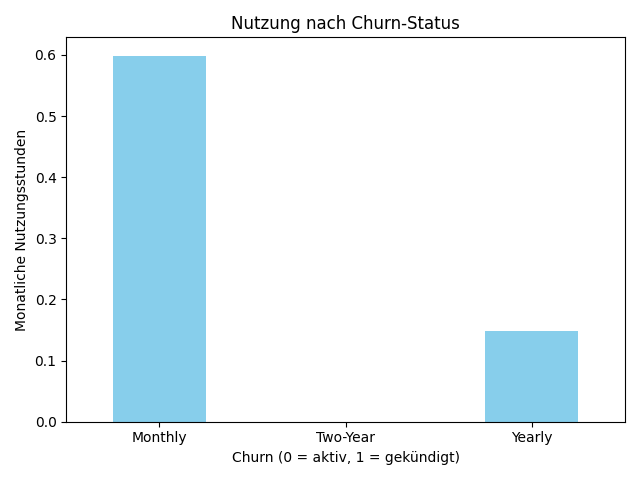 Nutzung nach Churn-Status
Monatliche Nutzungsstunden
0.6
0.5
0.4
0.3
0.2
0.1
0.0
Monthly Two-Year Yearly
Churn (0 = aktiv, 1 = gekündigt)